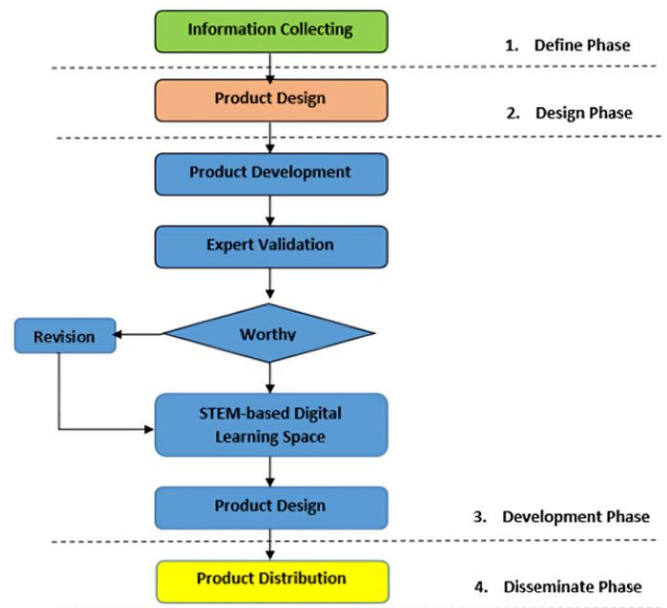 Information Collecting
1. Define Phase
Product Design
2. Design Phase
Product Development
Expert Validation
Worthy
Revision
STEM-based Digital
Learning Space
Product Design
3. Development Phase
Product Distribution
4. Disseminate Phase